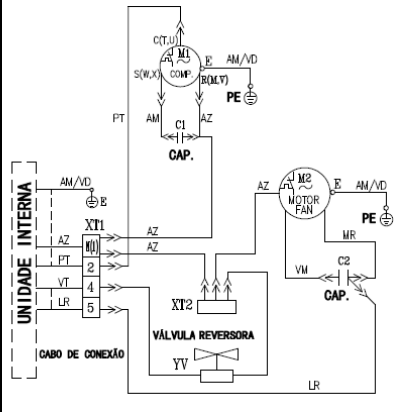 C(T,U)
M1
COMP.
S(W,X)
R(M,V)
E
AM/VD
PE
PT
AM
C1
AZ
CAP.
AM/VD
E
UNIDADE INTERNA
XT1
AZ
N(1)
AZ
AZ
PT
2
VT
4
LR
5
CABO DE CONEXÃO
AZ
M2
MOTOR
FAN
E
AM/VD
PE
MR
VM
C2
CAP.
XT2
VÁLVULA REVERSORA
YV
LR